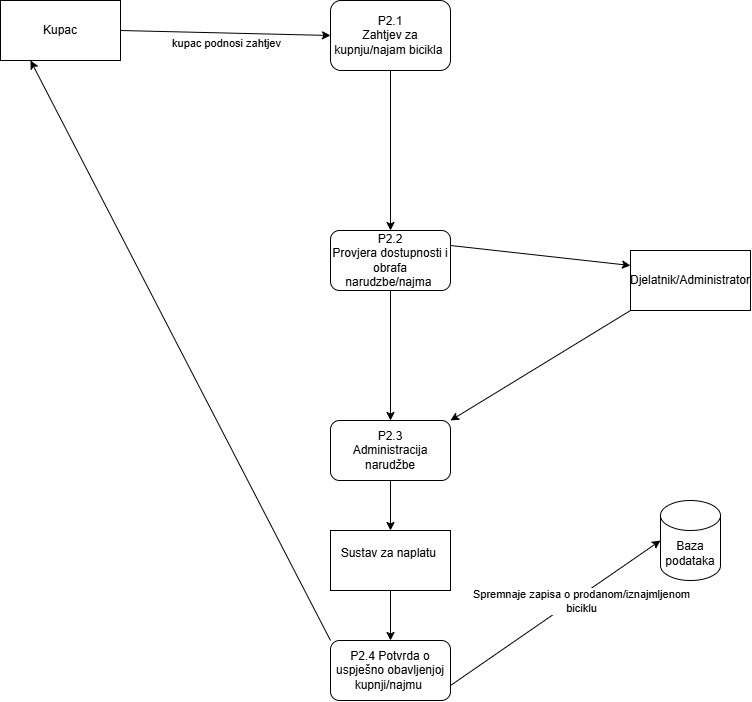 Kupac
kupac podnosi zahtjev
P2.1
Zahtjev za
kupnju/najam bicikla
P2.2
Provjera dostupnosti i
obrafa
narudzbe/najma
Djelatnik/Administrator
P2.3
Administracija
narudžbe
Sustav za naplatu
Baza
podataka
Spremnaje zapisa o prodanom/iznajmljenom
biciklu
P2.4 Potvrda o
uspješno obavljenjoj
kupnji/najmu